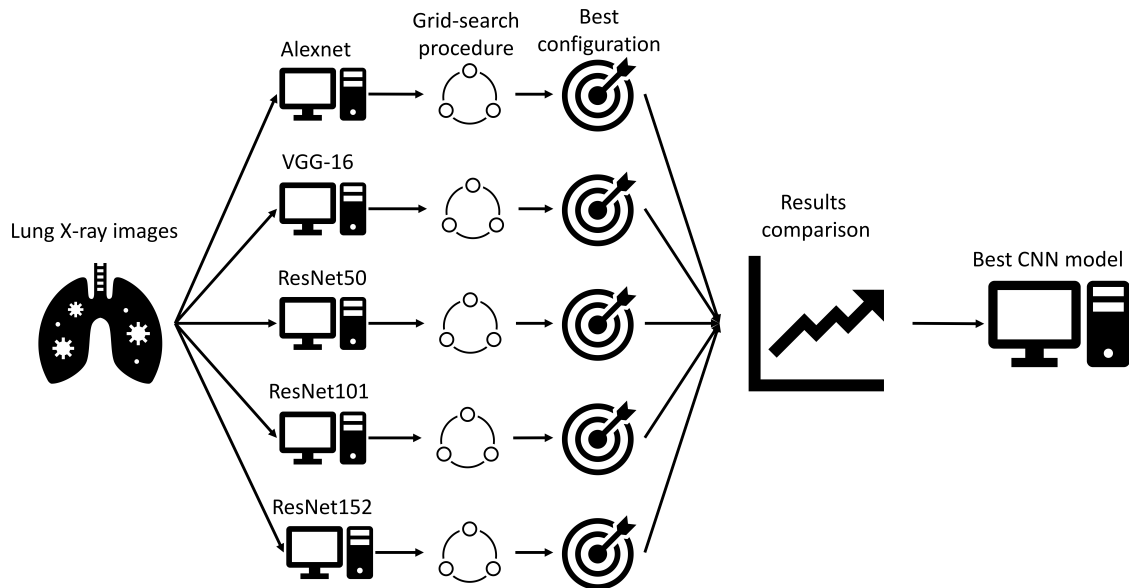 Grid-search
procedure
Best
configuration
Alexnet
VGG-16
Lung X-ray images
ResNet50
ResNet101
ResNet152
Results
comparison
Best CNN model